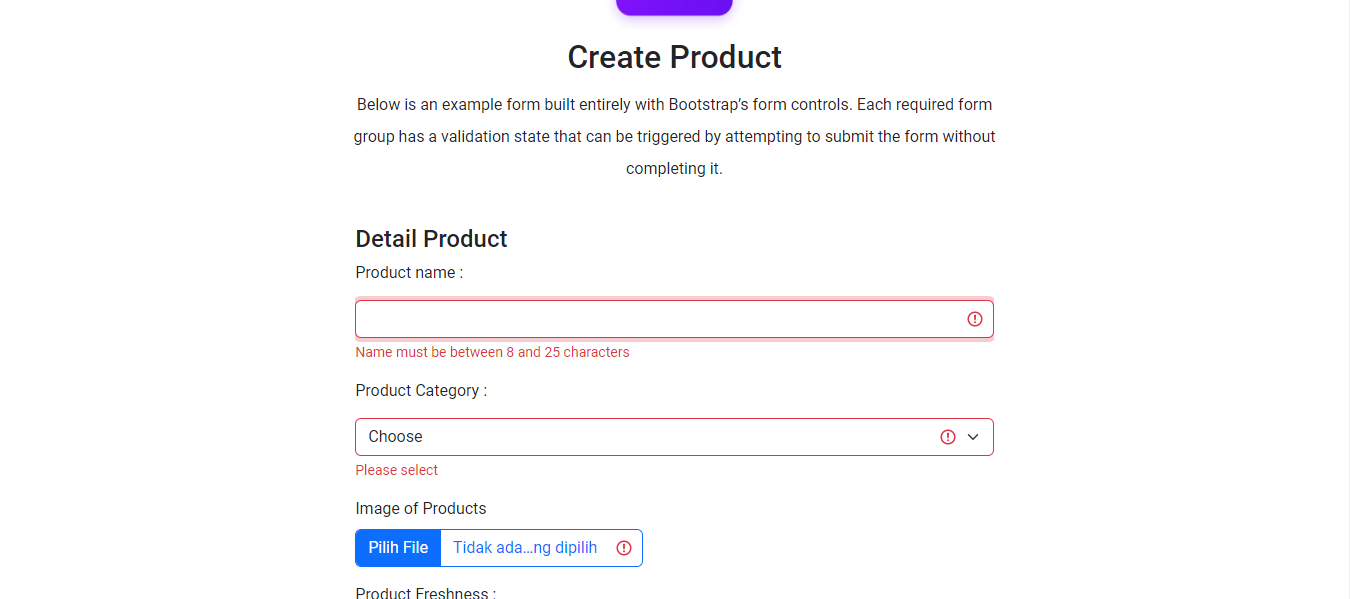 Create Product
Below is an example form built entirely with Bootstrap’s form controls. Each required form
group has a validation state that can be triggered by attempting to submit the form without
completing it.
Detail Product
Product name :
Name must be between 8 and 25 characters
Product Category :
Choose
Please select
Image of Products
Pilih File Tidak ada...ng dipilih
Product Freshness :